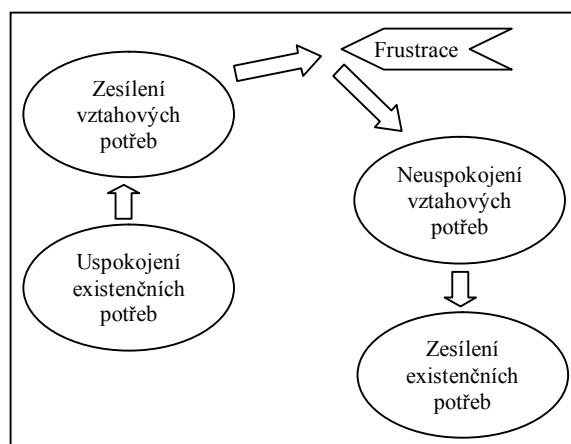 Frustrace
Zesílení
vztahových
potřeb
Neuspokojení
vztahových
potřeb
Uspokojení
existenčních
potřeb
Zesílení
existenčních
potřeb